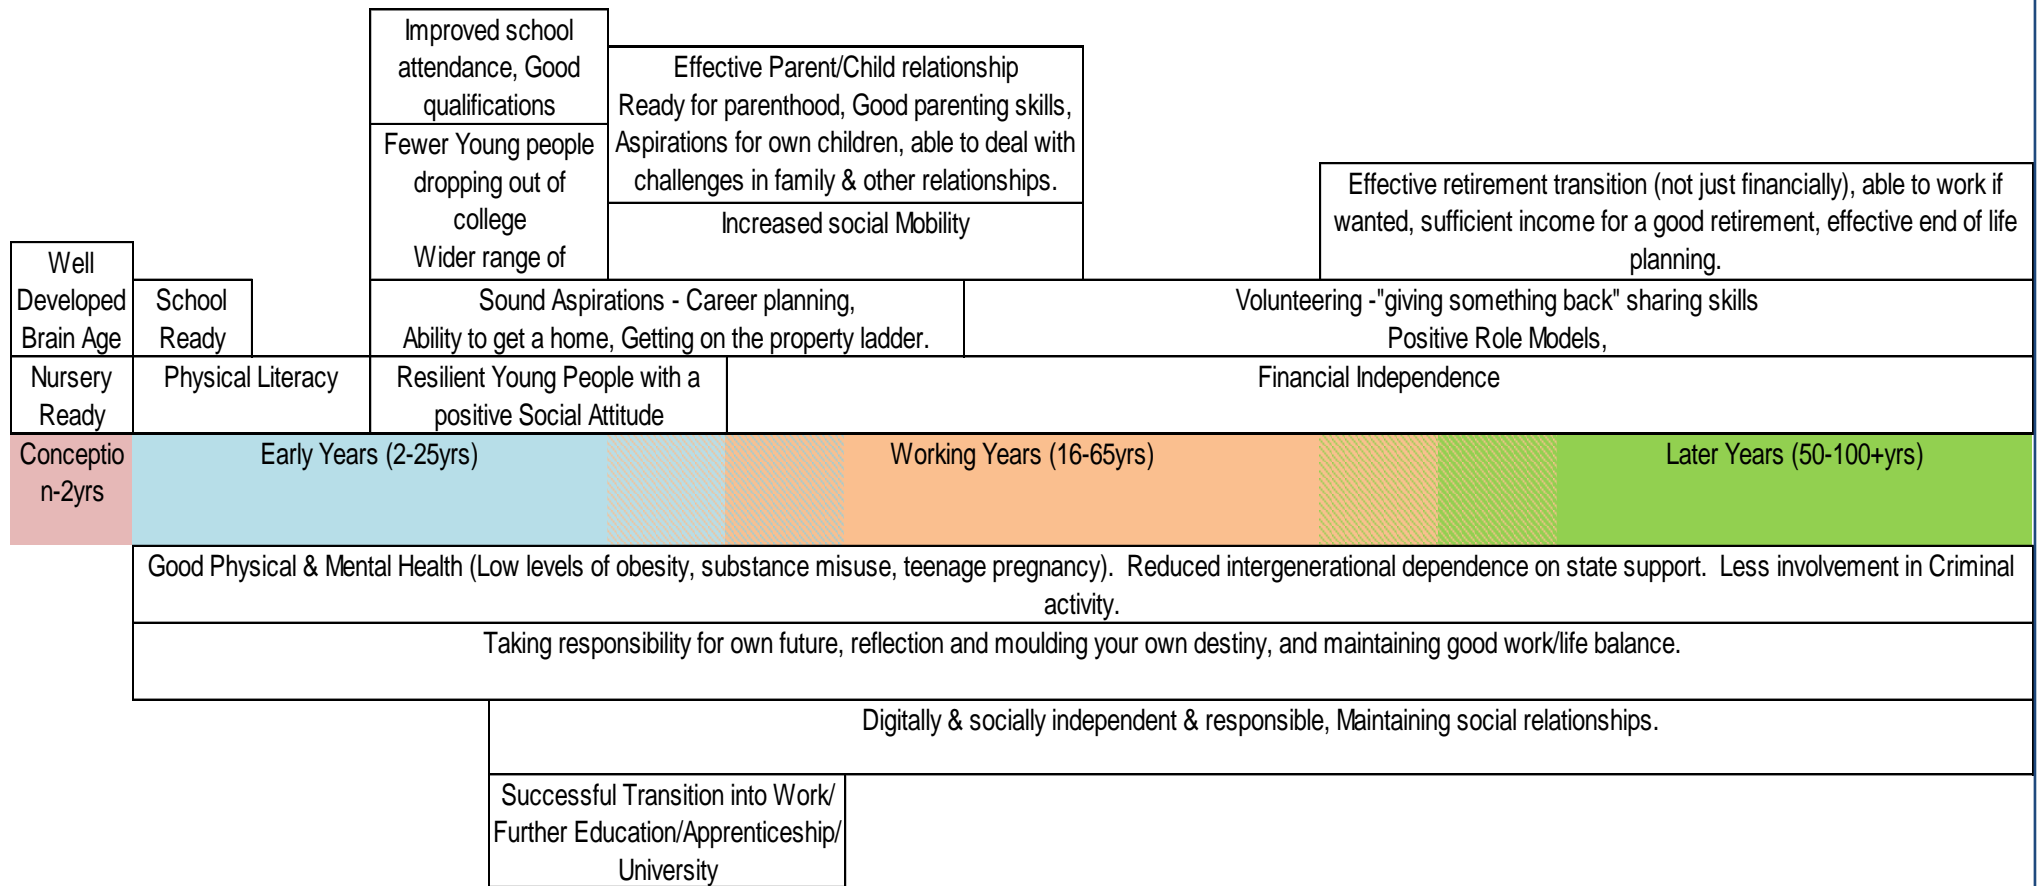 Improved school
attendance, Good
qualifications
Effective Parent/Child relationship
Ready for parenthood, Good parenting skills,
Aspirations for own children, able to deal with
challenges in family & other relationships.
Fewer Young people
dropping out of
college
Wider range of
Increased social Mobility
Effective retirement transition (not just financially), able to work if
wanted, sufficient income for a good retirement, effective end of life
planning.
Well
Developed
Brain Age
School
Ready
Sound Aspirations - Career planning,
Ability to get a home, Getting on the property ladder.
Volunteering -"giving something back" sharing skills
Positive Role Models,
Nursery
Ready
Physical Literacy
Resilient Young People with a
positive Social Attitude
Financial Independence
Conceptio
n-2yrs
Early Years (2-25yrs)
Working Years (16-65yrs)
Later Years (50-100+yrs)
Good Physical & Mental Health (Low levels of obesity, substance misuse, teenage pregnancy).  Reduced intergenerational dependence on state support.  Less involvement in Criminal
activity.
Taking responsibility for own future, reflection and moulding your own destiny, and maintaining good work/life balance.
Digitally & socially independent & responsible, Maintaining social relationships.
Successful Transition into Work/
Further Education/Apprenticeship/
University